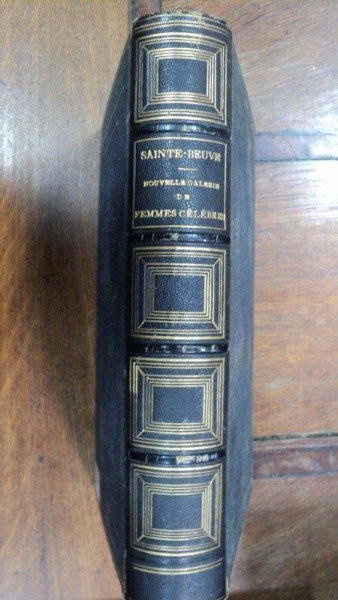 SAINTE-BEUVE
NOUVELLE GALERIE
DE
FEMMES CÉLÈBRES